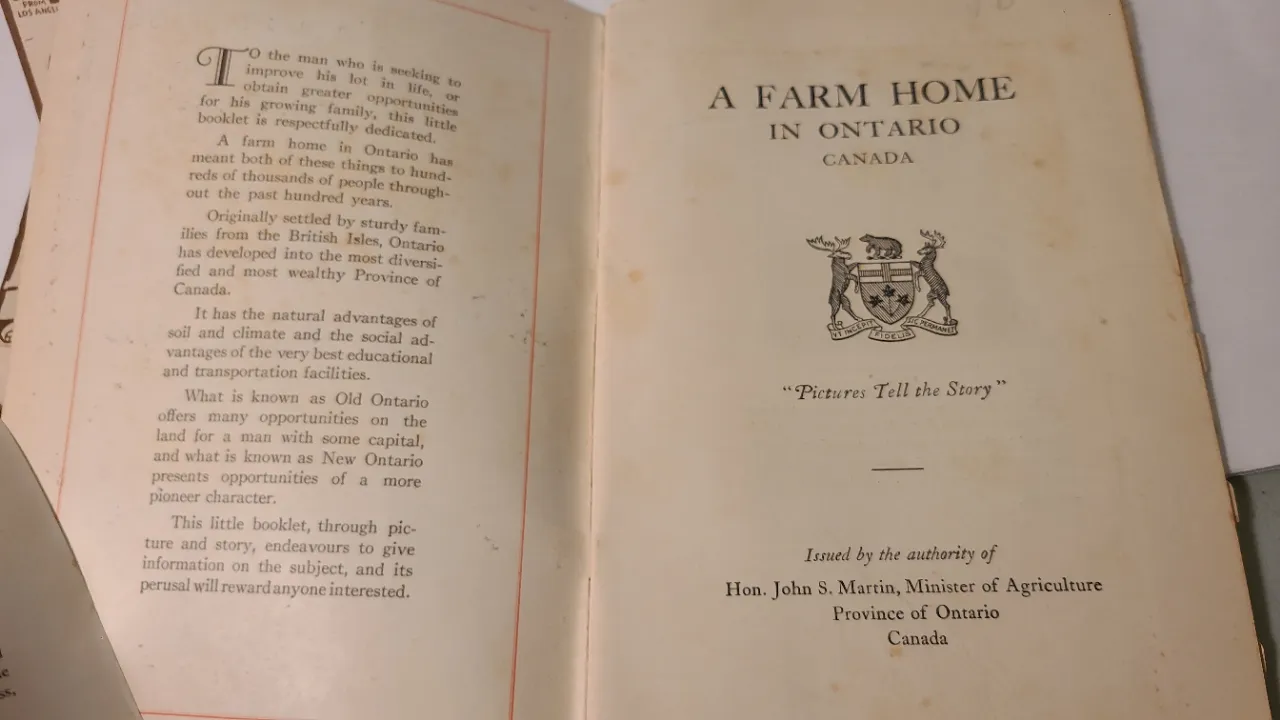 FROM
LOS ANGEL
TO the man who is seeking to
improve his lot in life, or
obtain greater opportunities
for his growing family, this little
booklet is respectfully dedicated.
A farm home in Ontario has
meant both of these things to hund-
reds of thousands of people through-
out the past hundred years.
Originally settled by sturdy fam-
ilies from the British Isles, Ontario
has developed into the most diversi-
fied and most wealthy Province of
Canada.
It has the natural advantages of
soil and climate and the social ad-
vantages of the very best educational
and transportation facilities.
What is known as Old Ontario
offers many opportunities on the
land for a man with some capital,
and what is known as New Ontario
presents opportunities of a more
pioneer character.
This little booklet, through pic-
ture and story, endeavours to give
information on the subject, and its
perusal will reward anyone interested.
A FARM HOME
IN ONTARIO
CANADA
VT INCEPIT FIDELIS SIC PERMANET
"Pictures Tell the Story"
Issued by the authority of
Hon. John S. Martin, Minister of Agriculture
Province of Ontario
Canada